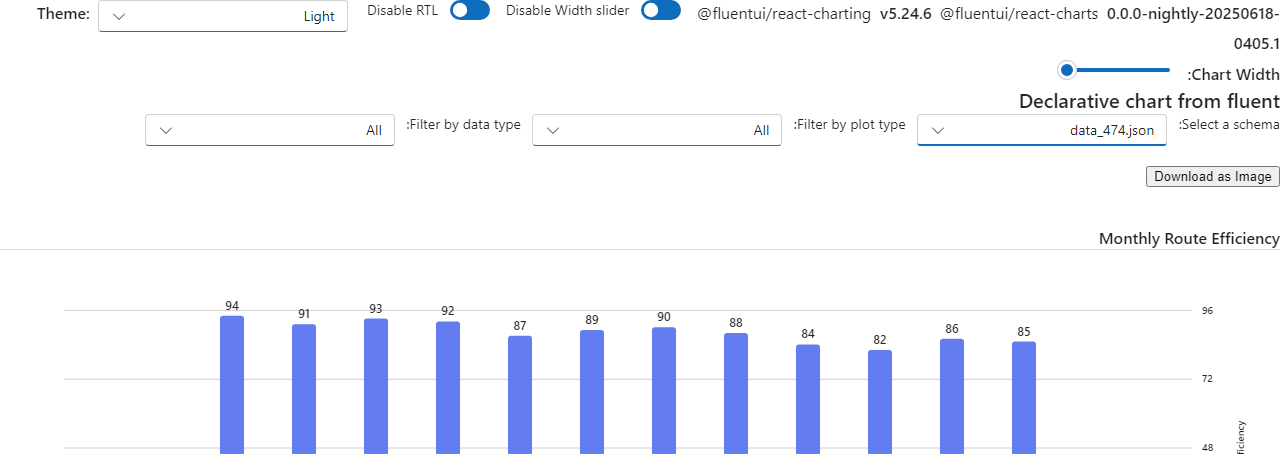 Theme: Light Disable RTL Disable Width slider @fluentui/react-charting v5.24.6 @fluentui/react-charts 0.0.0-nightly-20250618-
0405.1
:Chart Width
Declarative chart from fluent
All :Filter by data type All :Filter by plot type data_474.json :Select a schema
Download as Image
Monthly Route Efficiency
94 91 93 92 87 89 90 88 84 82 86 85
96
72
48